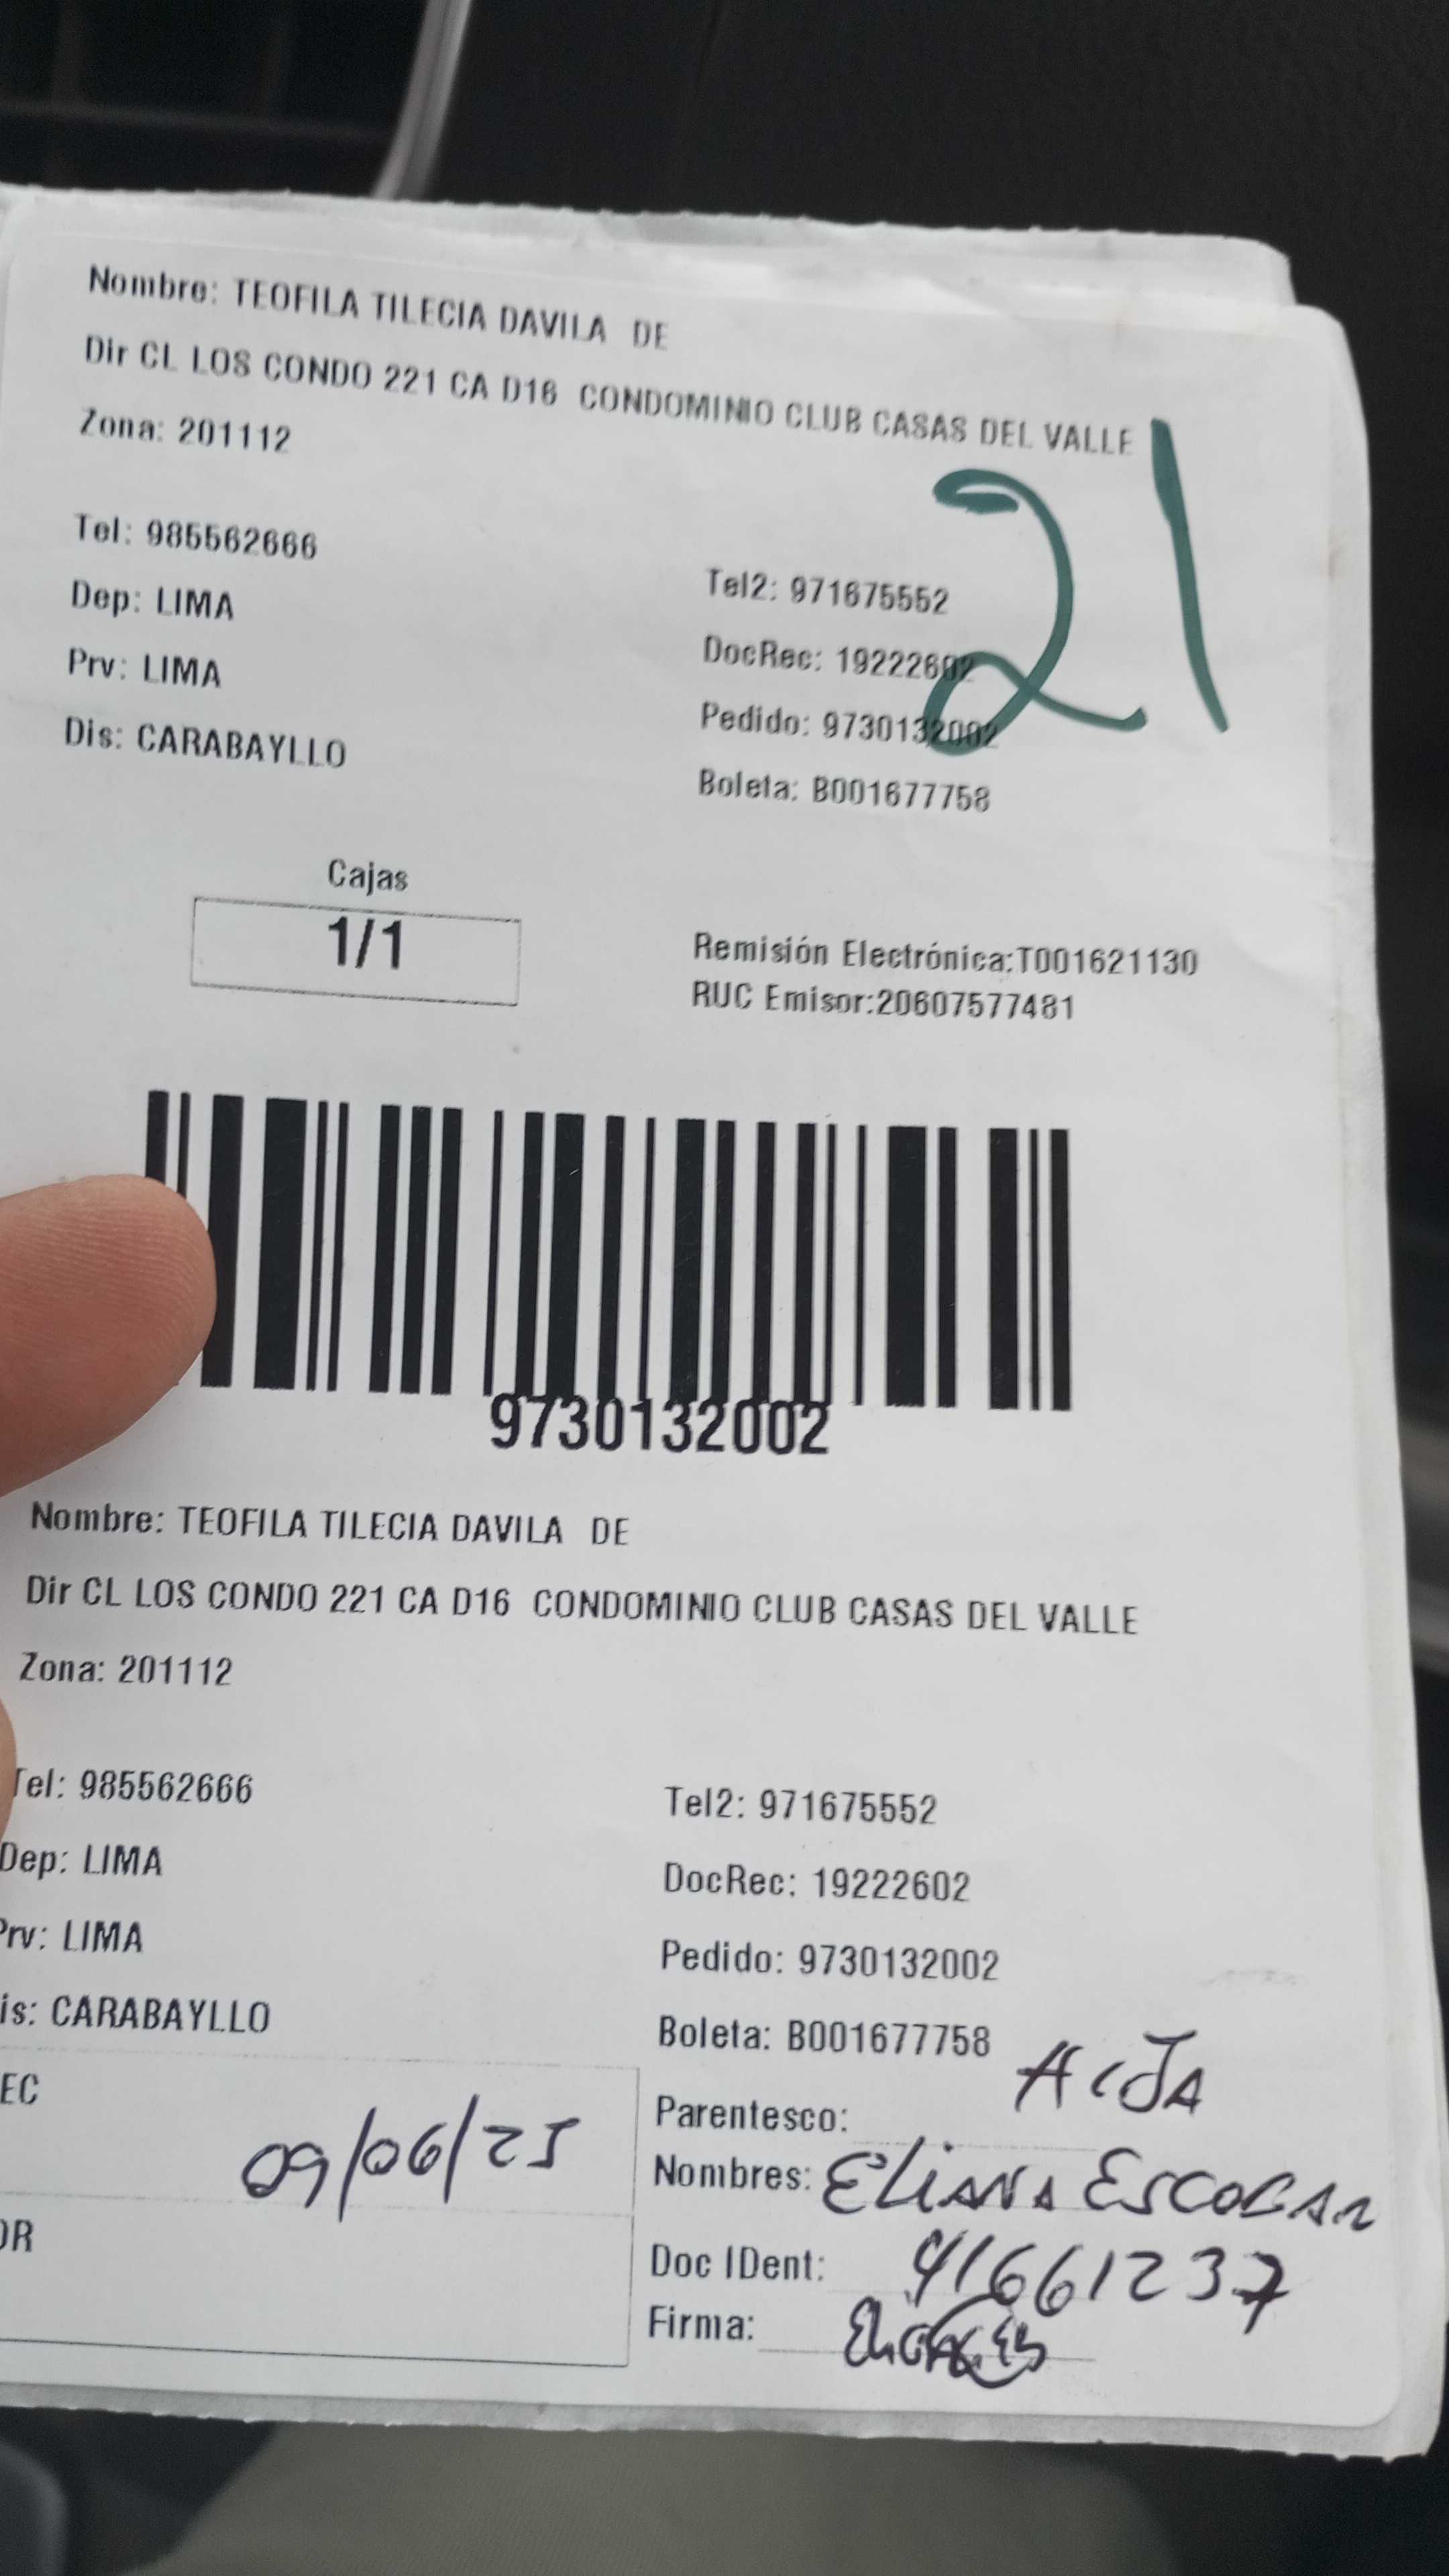 Nombre: TEOFILA TILECIA DAVILA DE
Dir CL LOS CONDO 221 CA D16 CONDOMINIO CLUB CASAS DEL VALLE
Zona: 201112
21
Tel: 985562666
Tel2: 971675552
Dep: LIMA
DocRec: 19222602
Prv: LIMA
Pedido: 9730132002
Dis: CARABAYLLO
Boleta: B001677758
Cajas
1/1
Remisión Electrónica:T001621130
RUC Emisor:20607577481
9730132002
Nombre: TEOFILA TILECIA DAVILA DE
Dir CL LOS CONDO 221 CA D16 CONDOMINIO CLUB CASAS DEL VALLE
Zona: 201112
Tel: 985562666
Tel2: 971675552
Dep: LIMA
DocRec: 19222602
Prv: LIMA
Pedido: 9730132002
is: CARABAYLLO
Boleta: B001677758
EC
09/06/25
Parentesco: HIJA
Nombres: ELIANA ESCOBAR
OR
Doc IDent: 41661237
Firma: